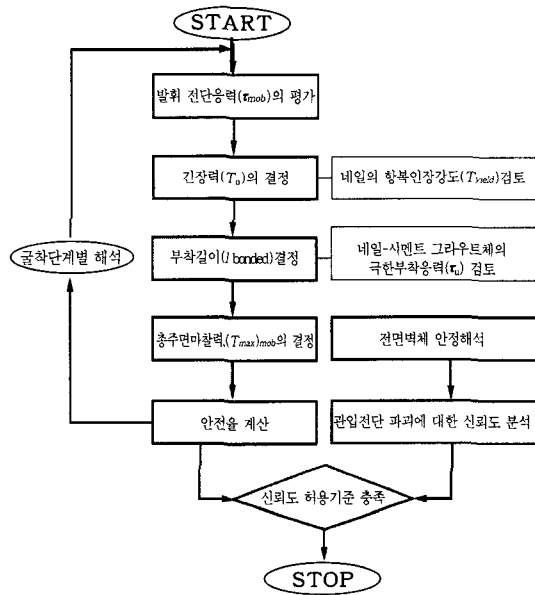 START
발휘 전단응력(τmob)의 평가
긴장력(Tu)의 결정
네일의 항복인장강도(Tyield)검토
굴착단계별 해석
부착길이(l bonded)결정
네일-시멘트 그라우트체의
극한부착응력(τu) 검토
총주면마찰력,(Tmax)mob의 결정
전면벽체 안정해석
안전율 계산
관입전단 파괴에 대한 신뢰도 분석
신뢰도 허용기준 충족
STOP